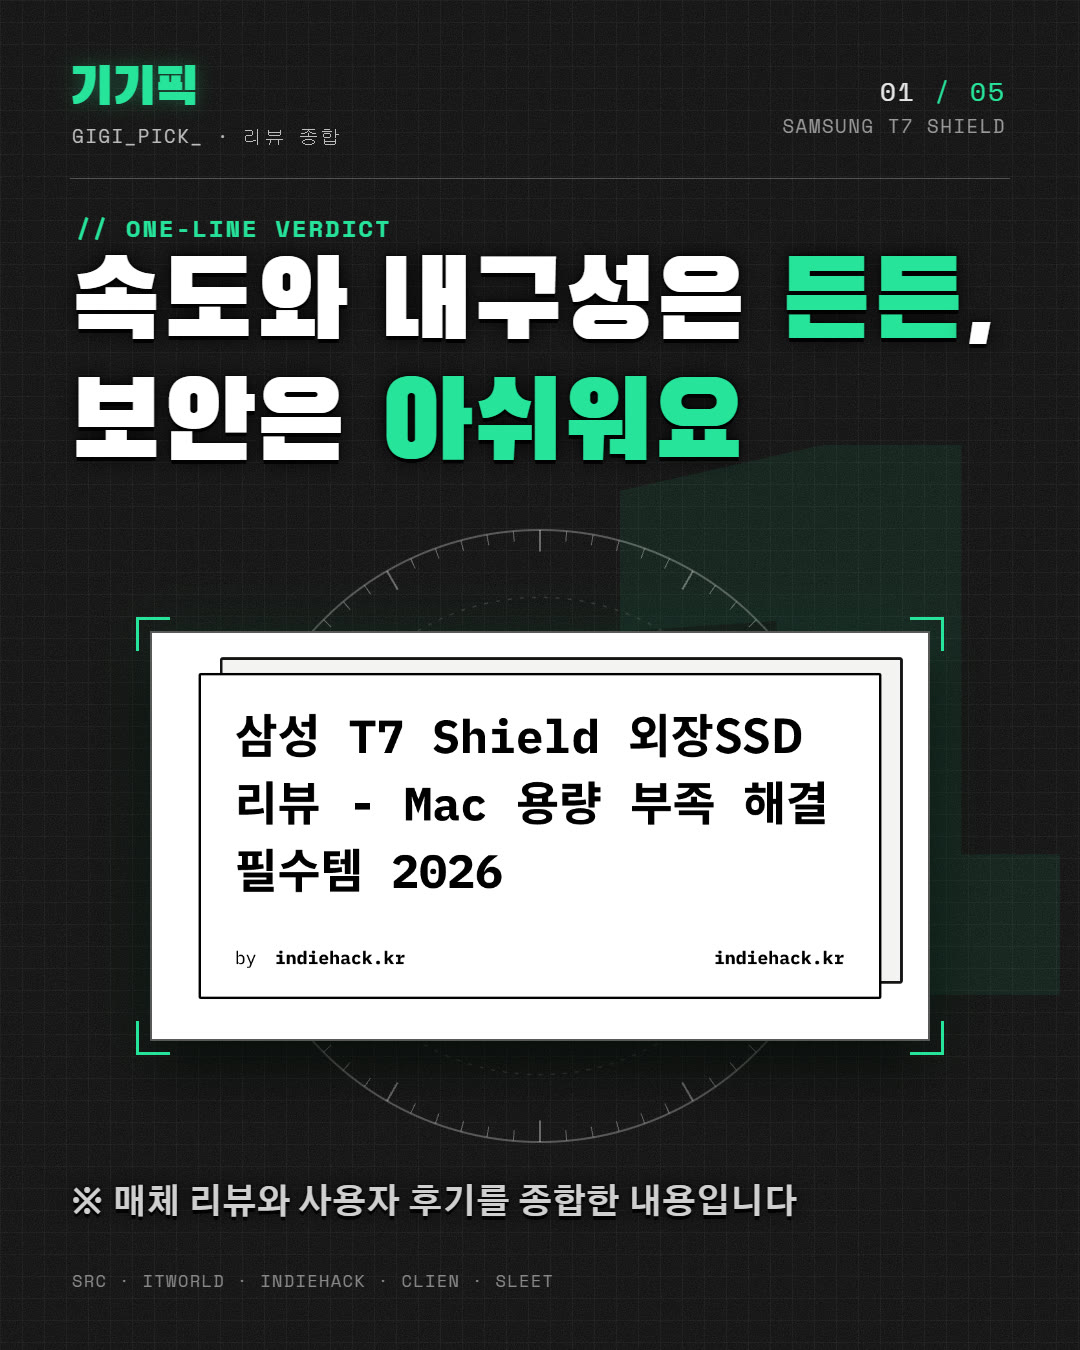 기기픽
GIGI_PICK_ · 리뷰 종합
01 / 05
SAMSUNG T7 SHIELD
// ONE-LINE VERDICT
속도와 내구성은 든든,
보안은 아쉬워요
삼성 T7 Shield 외장SSD
리뷰 - Mac 용량 부족 해결
필수템 2026
by indiehack.kr
indiehack.kr
※ 매체 리뷰와 사용자 후기를 종합한 내용입니다
SRC · ITWORLD · INDIEHACK · CLIEN · SLEET